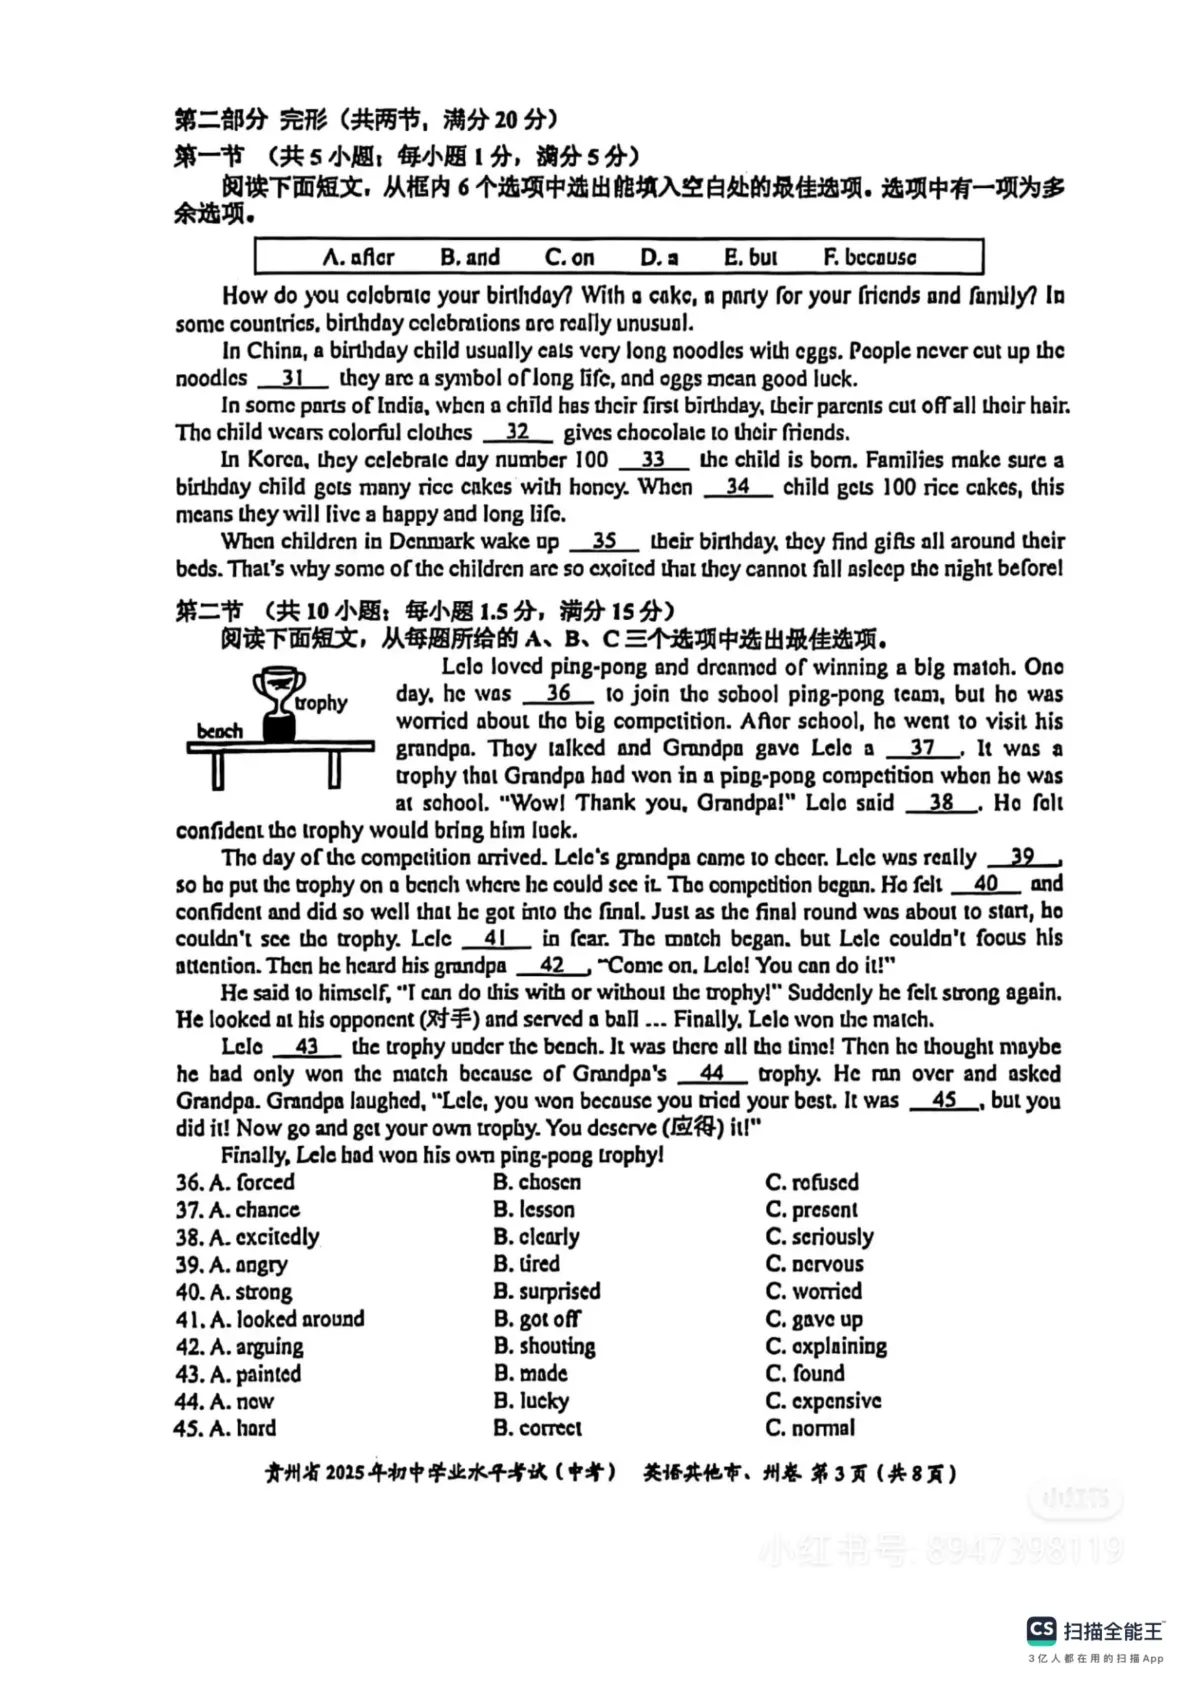 第二部分 完形（共两节，满分 20 分）
第一节 （共 5 小题；每小题 1 分，满分 5 分）
阅读下面短文，从框内 6 个选项中选出能填入空白处的最佳选项。选项中有一项为多
余选项。
A. after B. and C. on D. a E. but F. because
How do you celebrate your birthday? With a cake, a party for your friends and family? In
some countries, birthday celebrations are really unusual.
In China, a birthday child usually eats very long noodles with eggs. People never cut up the
noodles 31 they are a symbol of long life, and eggs mean good luck.
In some parts of India, when a child has their first birthday, their parents cut off all their hair.
The child wears colorful clothes 32 gives chocolate to their friends.
In Korea, they celebrate day number 100 33 the child is born. Families make sure a
birthday child gets many rice cakes with honey. When 34 child gets 100 rice cakes, this
means they will live a happy and long life.
When children in Denmark wake up 35 their birthday, they find gifts all around their
beds. That's why some of the children are so excited that they cannot fall asleep the night before!
第二节 （共 10 小题；每小题 1.5 分，满分 15 分）
阅读下面短文，从每题所给的 A、B、C 三个选项中选出最佳选项。
trophy
bench
Lele loved ping-pong and dreamed of winning a big match. One
day, he was 36 to join the school ping-pong team, but he was
worried about the big competition. After school, he went to visit his
grandpa. They talked and Grandpa gave Lele a 37 . It was a
trophy that Grandpa had won in a ping-pong competition when he was
at school. "Wow! Thank you, Grandpa!" Lele said 38 . He felt
confident the trophy would bring him luck.
The day of the competition arrived. Lele's grandpa came to cheer. Lele was really 39 ,
so he put the trophy on a bench where he could see it. The competition began. He felt 40 and
confident and did so well that he got into the final. Just as the final round was about to start, he
couldn't see the trophy. Lele 41 in fear. The match began, but Lele couldn't focus his
attention. Then he heard his grandpa 42 , "Come on, Lele! You can do it!"
He said to himself, "I can do this with or without the trophy!" Suddenly he felt strong again.
He looked at his opponent (对手) and served a ball ... Finally, Lele won the match.
Lele 43 the trophy under the bench. It was there all the time! Then he thought maybe
he had only won the match because of Grandpa's 44 trophy. He ran over and asked
Grandpa. Grandpa laughed, "Lele, you won because you tried your best. It was 45 , but you
did it! Now go and get your own trophy. You deserve (应得) it!"
Finally, Lele had won his own ping-pong trophy!
36. A. forced B. chosen C. refused
37. A. chance B. lesson C. present
38. A. excitedly B. clearly C. seriously
39. A. angry B. tired C. nervous
40. A. strong B. surprised C. worried
41. A. looked around B. got off C. gave up
42. A. arguing B. shouting C. explaining
43. A. painted B. made C. found
44. A. new B. lucky C. expensive
45. A. hard B. correct C. normal
贵州省 2025 年初中学业水平考试（中考） 英语其他市、州卷 第 3 页（共 8 页）
小红书
小红书号: 8947398119
CS 扫描全能王™
3亿人都在用的扫描App